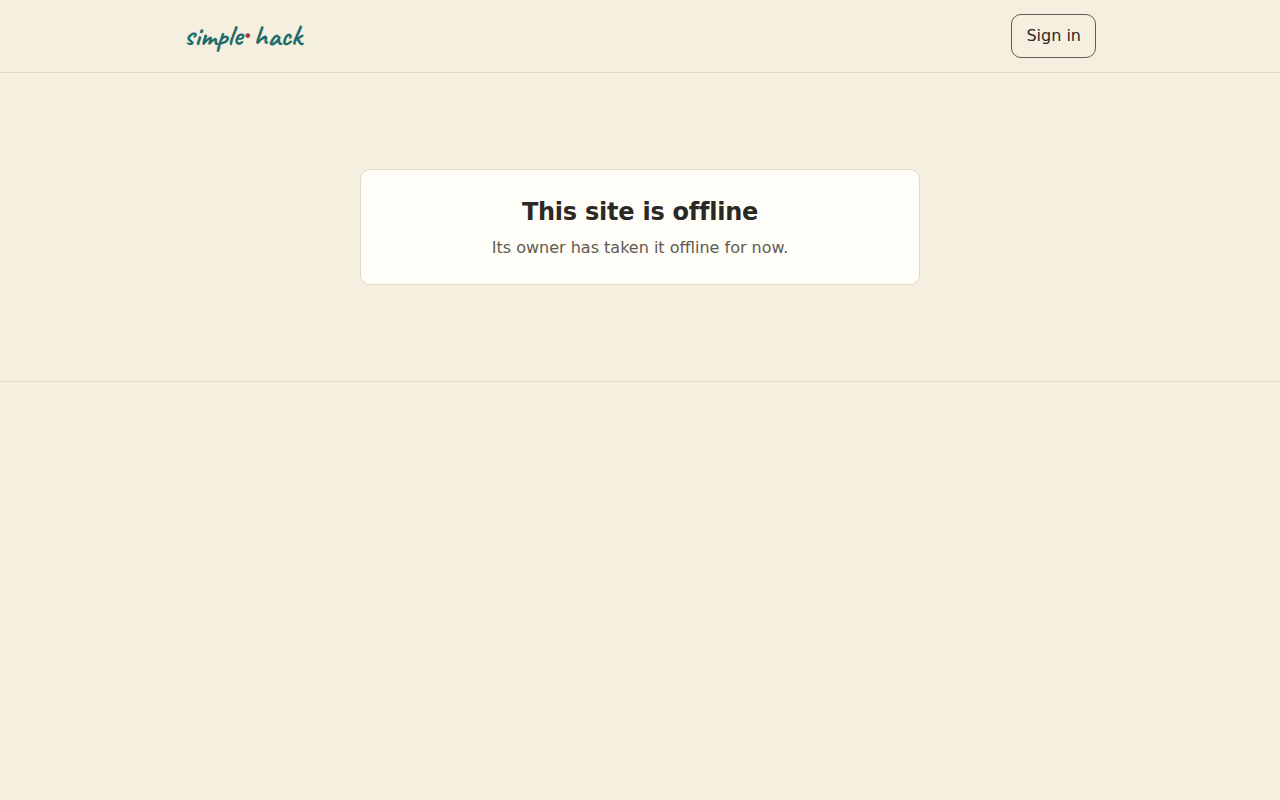 simple•hack
Sign in
This site is offline
Its owner has taken it offline for now.